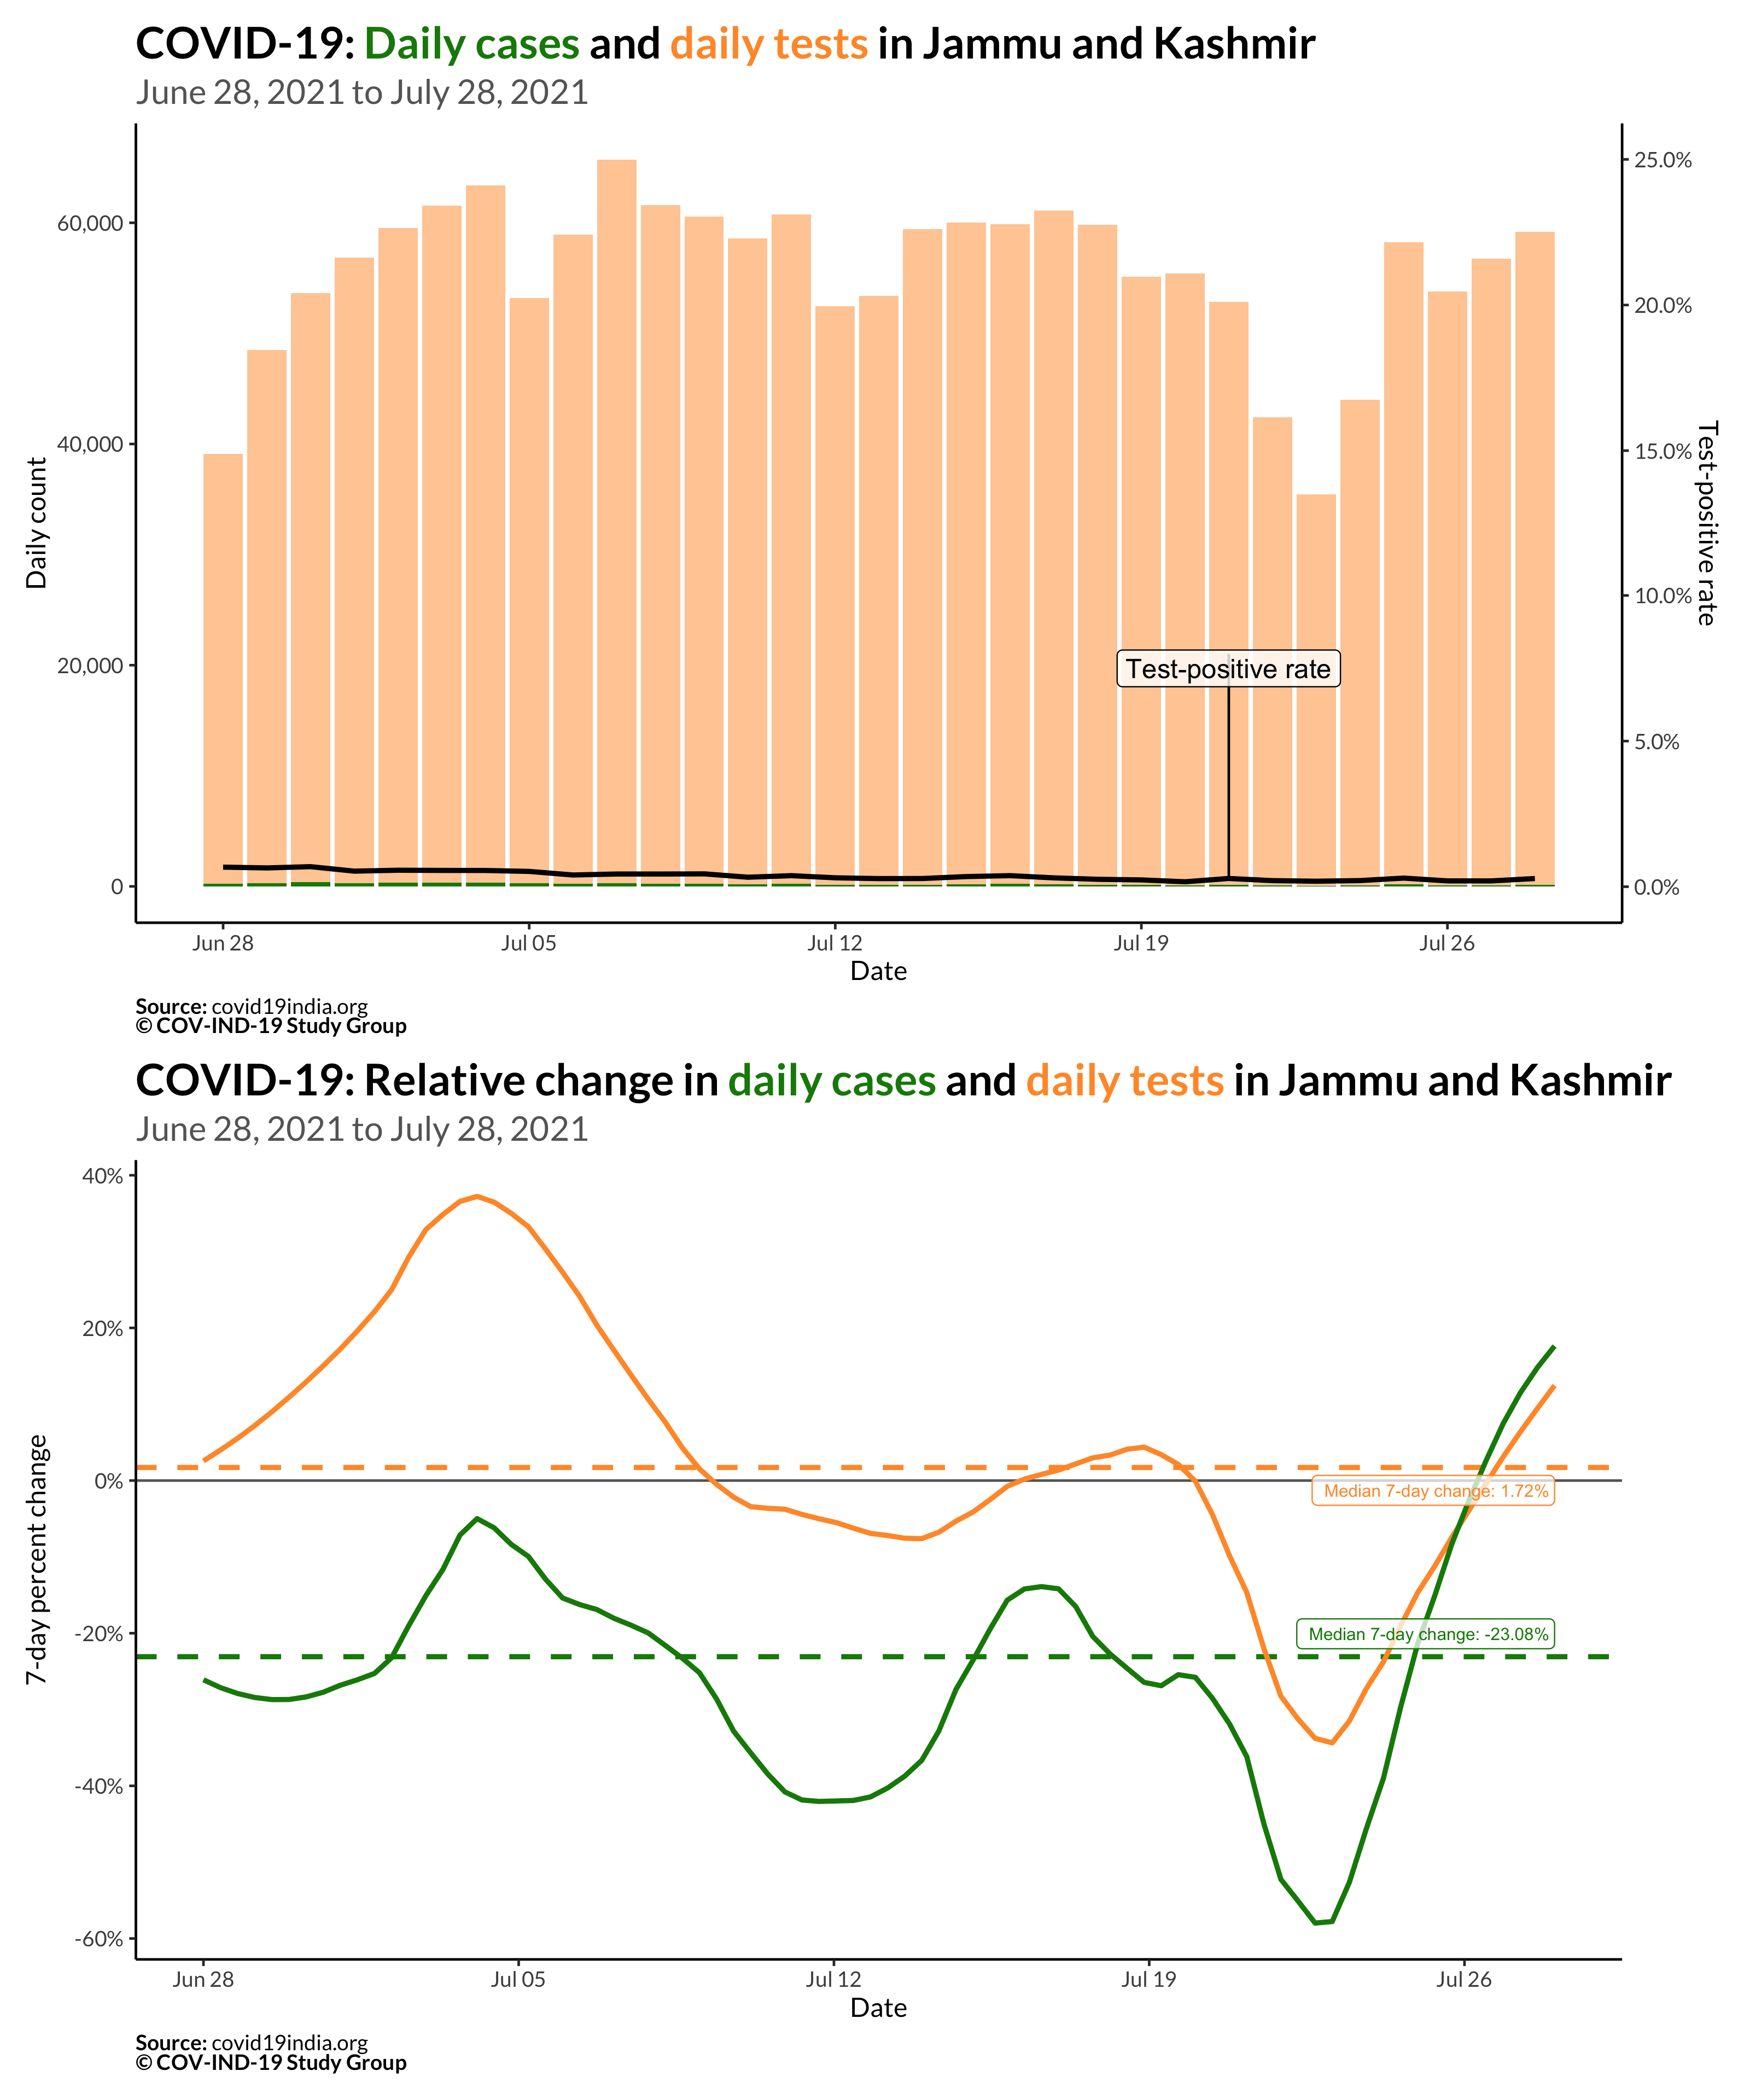 COVID-19: Daily cases and daily tests in Jammu and Kashmir
June 28, 2021 to July 28, 2021
Daily count
60,000
40,000
20,000
0
25.0%
20.0%
15.0%
10.0%
5.0%
0.0%
Test-positive rate
Test-positive rate
Jun 28
Jul 05
Jul 12
Jul 19
Jul 26
Date
Source: covid19india.org
© COV-IND-19 Study Group
COVID-19: Relative change in daily cases and daily tests in Jammu and Kashmir
June 28, 2021 to July 28, 2021
7-day percent change
40%
20%
0%
-20%
-40%
-60%
Median 7-day change: 1.72%
Median 7-day change: -23.08%
Jun 28
Jul 05
Jul 12
Jul 19
Jul 26
Date
Source: covid19india.org
© COV-IND-19 Study Group